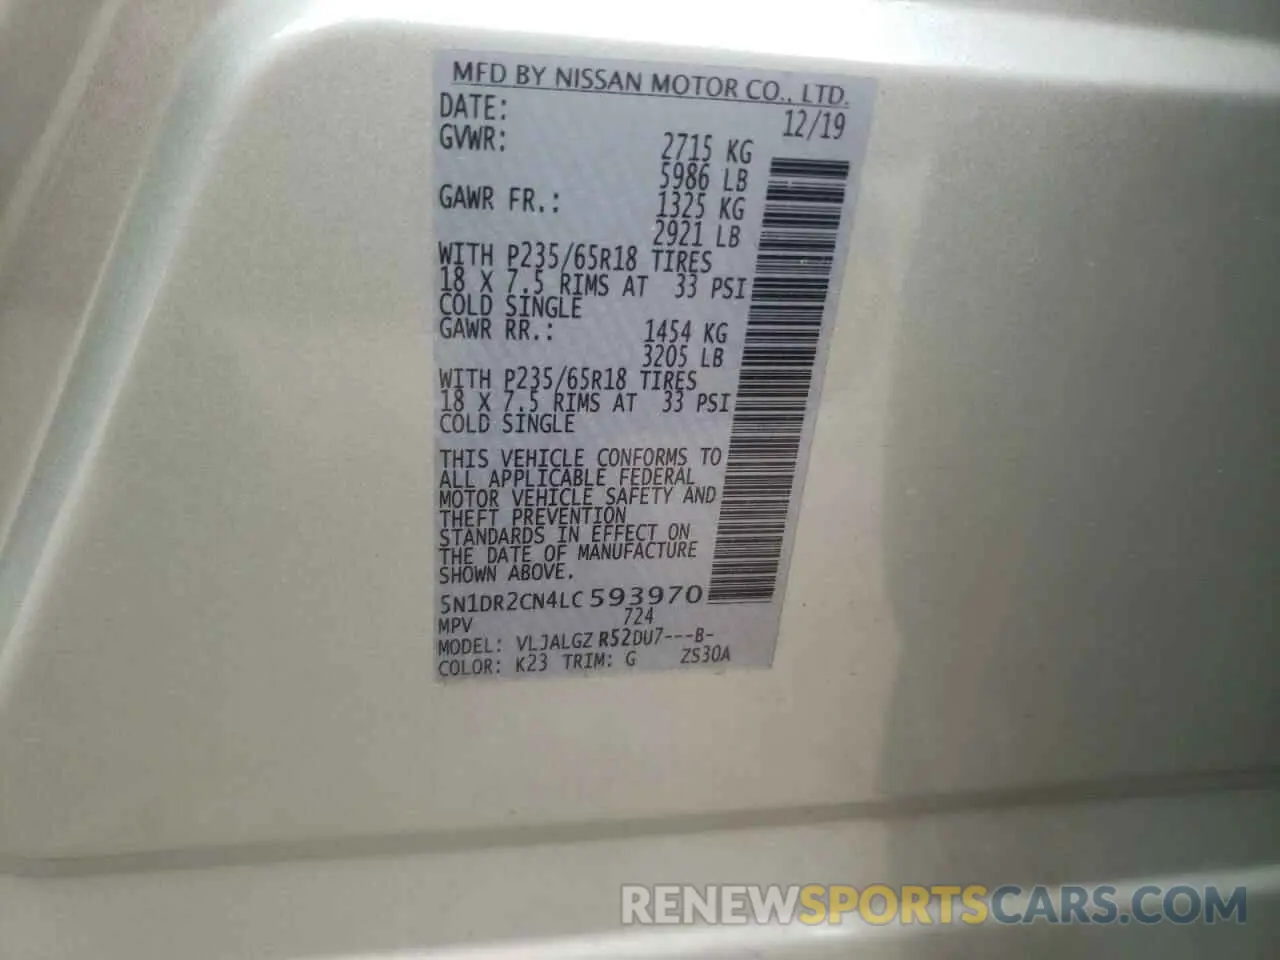 MFD BY NISSAN MOTOR CO., LTD.
DATE: 12/19
GVWR: 2715 KG
5986 LB
GAWR FR.: 1325 KG
2921 LB
WITH P235/65R18 TIRES
18 X 7.5 RIMS AT 33 PSI
COLD SINGLE
GAWR RR.: 1454 KG
3205 LB
WITH P235/65R18 TIRES
18 X 7.5 RIMS AT 33 PSI
COLD SINGLE
THIS VEHICLE CONFORMS TO
ALL APPLICABLE FEDERAL
MOTOR VEHICLE SAFETY AND
THEFT PREVENTION
STANDARDS IN EFFECT ON
THE DATE OF MANUFACTURE
SHOWN ABOVE.
5N1DR2CN4LC593970
MPV 724
MODEL: VLJALGZ R52DU7---B-
COLOR: K23 TRIM: G ZS30A
RENEWSPORTSCARS.COM